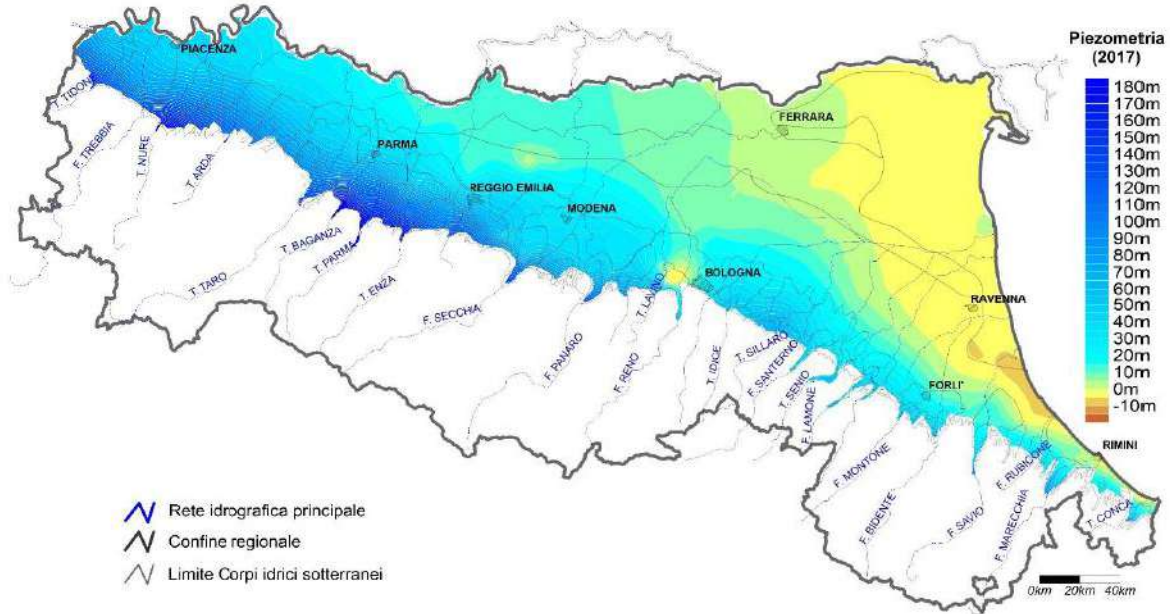 Piezometria
(2017)
180m
170m
160m
150m
140m
130m
120m
110m
100m
90m
80m
70m
60m
50m
40m
30m
20m
10m
0m
-10m
PIACENZA
PARMA
REGGIO EMILIA
MODENA
BOLOGNA
FERRARA
RAVENNA
FORLI'
RIMINI
T. TIDON
F. TREBBIA
T. NURE
T. ARDA
T. TARO
T. BAGANZA
T. PARMA
T. ENZA
F. SECCHIA
F. PANARO
F. RENO
T. LAVINO
T. IDICE
T. SILLARO
F. SANTERNO
T. SENIO
F. LAMONE
F. MONTONE
F. BIDENTE
F. SAVIO
F. RUBICONE
F. MARECCHIA
T. CONCA
Rete idrografica principale
Confine regionale
Limite Corpi idrici sotterranei
0km 20km 40km